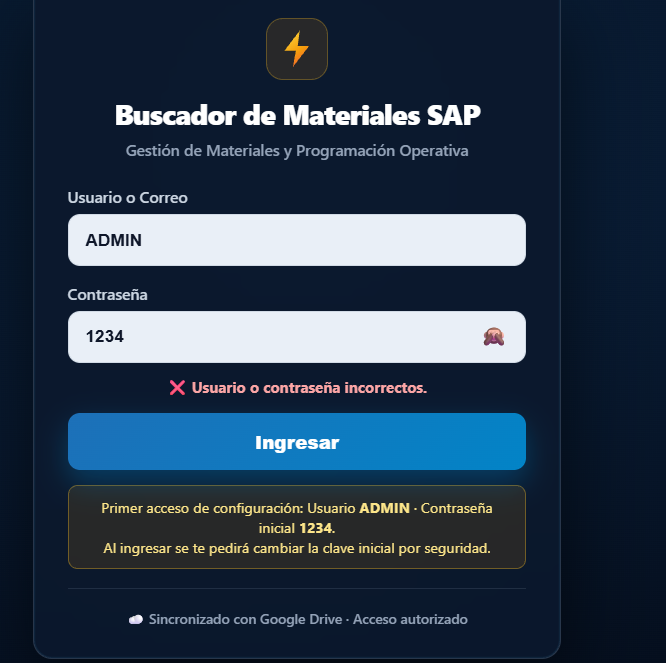 Buscador de Materiales SAP
Gestión de Materiales y Programación Operativa
Usuario o Correo
ADMIN
Contraseña
1234
❌ Usuario o contraseña incorrectos.
Ingresar
Primer acceso de configuración: Usuario ADMIN · Contraseña
inicial 1234.
Al ingresar se te pedirá cambiar la clave inicial por seguridad.
☁️ Sincronizado con Google Drive · Acceso autorizado